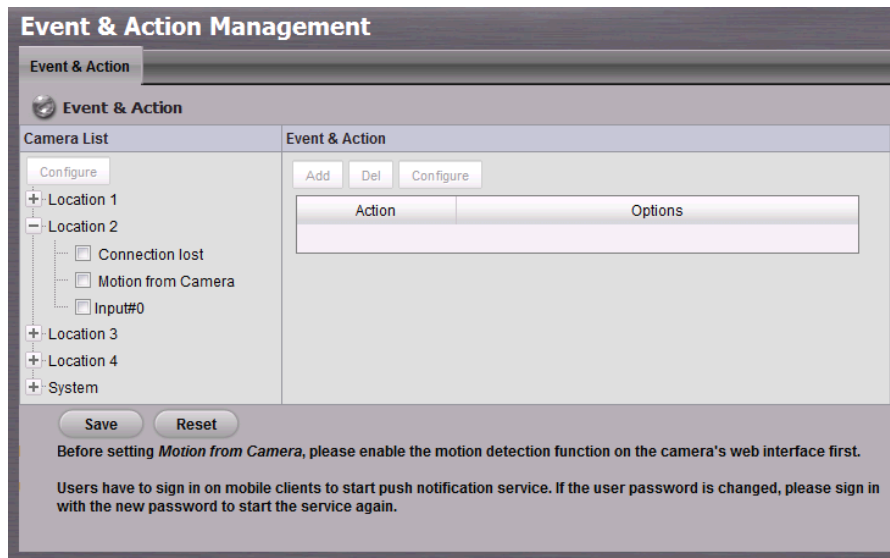 Event & Action Management
Event & Action
Event & Action
Camera List
Configure
Location 1
Location 2
Connection lost
Motion from Camera
Input#0
Location 3
Location 4
System
Event & Action
Add Del Configure
Action Options
Save Reset
Before setting Motion from Camera, please enable the motion detection function on the camera's web interface first.
Users have to sign in on mobile clients to start push notification service. If the user password is changed, please sign in
with the new password to start the service again.